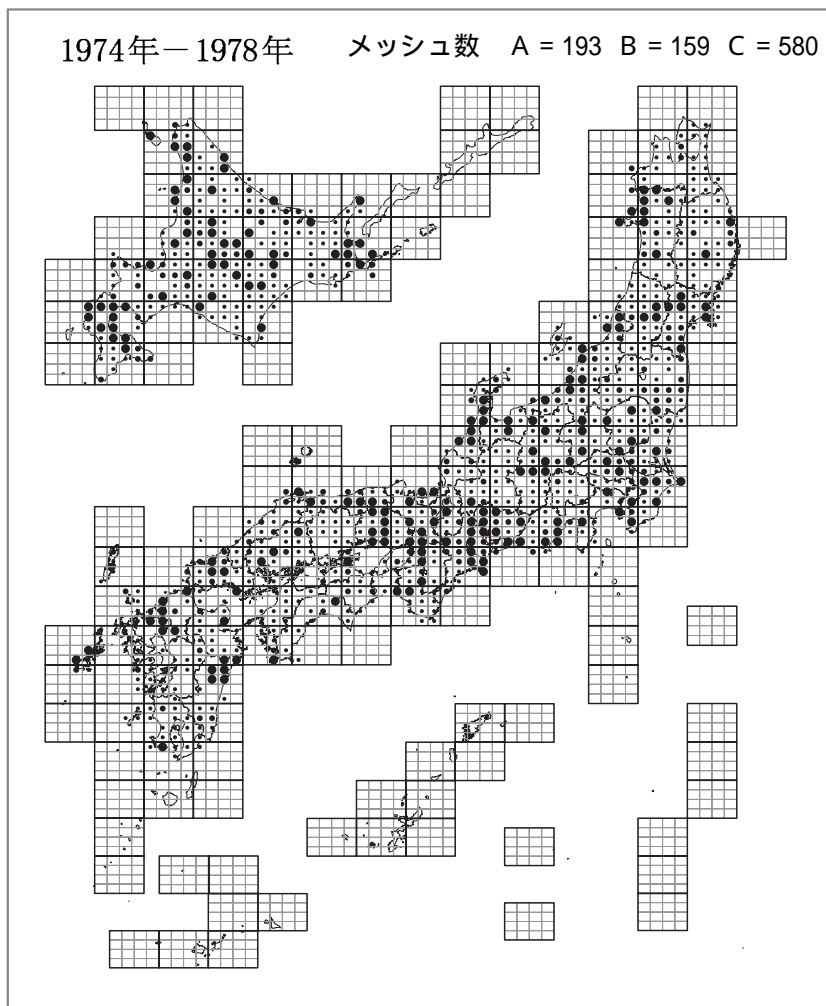 1974年－1978年 メッシュ数 A = 193 B = 159 C = 580